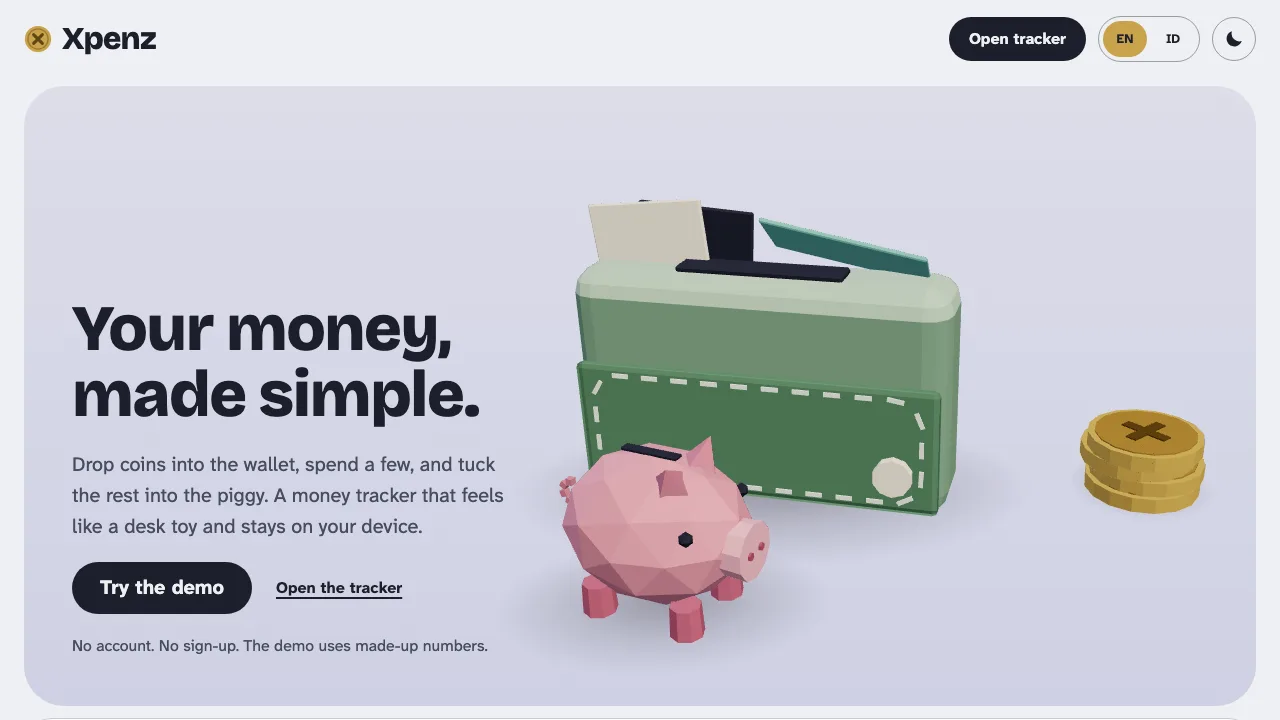 Xpenz
Open tracker
EN
ID
Your money,
made simple.
Drop coins into the wallet, spend a few, and tuck
the rest into the piggy. A money tracker that feels
like a desk toy and stays on your device.
Try the demo
Open the tracker
No account. No sign-up. The demo uses made-up numbers.